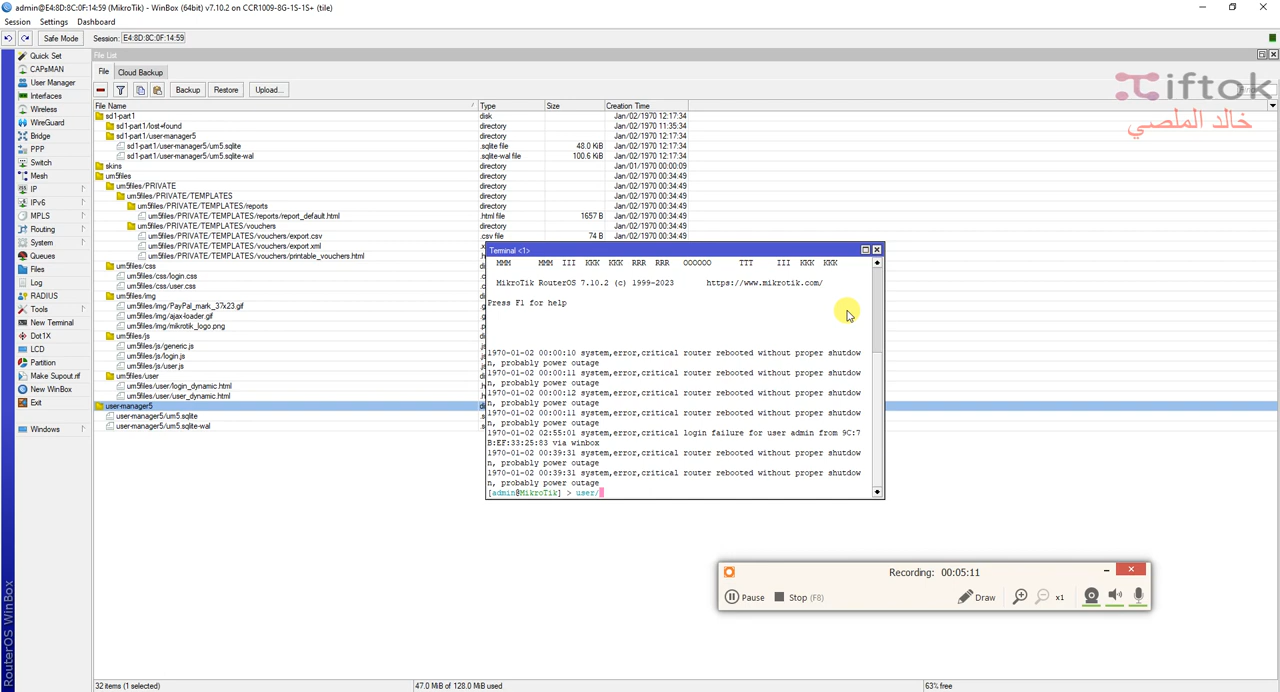 admin@E4:8D:8C:0F:14:59 (MikroTik) - WinBox (64bit) v7.10.2 on CCR1009-8G-1S-1S+ (tile)
Session Settings Dashboard
Safe Mode Session: E4:8D:8C:0F:14:59
Quick Set
CAPsMAN
User Manager
Interfaces
Wireless
WireGuard
Bridge
PPP
Switch
Mesh
IP
IPv6
MPLS
Routing
System
Queues
Files
Log
RADIUS
Tools
New Terminal
Dot1X
LCD
Partition
Make Supout.rif
New WinBox
Exit
Windows
RouterOS WinBox
File List
File Cloud Backup
Backup Restore Upload...
iftok
خالد الملصي
File Name Type Size Creation Time
sd1-part1 disk Jan/02/1970 12:17:34
sd1-part1/lost+found directory Jan/02/1970 11:35:34
sd1-part1/user-manager5 directory Jan/02/1970 12:17:34
sd1-part1/user-manager5/um5.sqlite .sqlite file 48.0 KiB Jan/02/1970 12:17:34
sd1-part1/user-manager5/um5.sqlite-wal .sqlite-wal file 100.6 KiB Jan/02/1970 12:17:34
skins directory Jan/01/1970 00:00:09
um5files directory Jan/02/1970 00:34:49
um5files/PRIVATE directory Jan/02/1970 00:34:49
um5files/PRIVATE/TEMPLATES directory Jan/02/1970 00:34:49
um5files/PRIVATE/TEMPLATES/reports directory Jan/02/1970 00:34:49
um5files/PRIVATE/TEMPLATES/reports/report_default.html .html file 1657 B Jan/02/1970 00:34:49
um5files/PRIVATE/TEMPLATES/vouchers directory Jan/02/1970 00:34:49
um5files/PRIVATE/TEMPLATES/vouchers/export.csv .csv file 74 B Jan/02/1970 00:34:49
um5files/PRIVATE/TEMPLATES/vouchers/export.xml
um5files/PRIVATE/TEMPLATES/vouchers/printable_vouchers.html
um5files/css
um5files/css/login.css
um5files/css/user.css
um5files/img
um5files/img/PayPal_mark_37x23.gif
um5files/img/ajax-loader.gif
um5files/img/mikrotik_logo.png
um5files/js
um5files/js/generic.js
um5files/js/login.js
um5files/js/user.js
um5files/user
um5files/user/login_dynamic.html
um5files/user/user_dynamic.html
user-manager5
user-manager5/um5.sqlite
user-manager5/um5.sqlite-wal
Terminal <1>
MMM MMM III KKK KKK RRR RRR OOOOOO TTT III KKK KKK
MikroTik RouterOS 7.10.2 (c) 1999-2023 https://www.mikrotik.com/
Press F1 for help
1970-01-02 00:00:10 system,error,critical router rebooted without proper shutdow
n, probably power outage
1970-01-02 00:00:11 system,error,critical router rebooted without proper shutdow
n, probably power outage
1970-01-02 00:00:12 system,error,critical router rebooted without proper shutdow
n, probably power outage
1970-01-02 00:00:11 system,error,critical router rebooted without proper shutdow
n, probably power outage
1970-01-02 02:55:01 system,error,critical login failure for user admin from 9C:7
B:EF:33:25:83 via winbox
1970-01-02 00:39:31 system,error,critical router rebooted without proper shutdow
n, probably power outage
1970-01-02 00:39:31 system,error,critical router rebooted without proper shutdow
n, probably power outage
[admin@MikroTik] > user/
Recording: 00:05:11
Pause Stop (F8) Draw x1
32 items (1 selected) 47.0 MiB of 128.0 MiB used 63% free